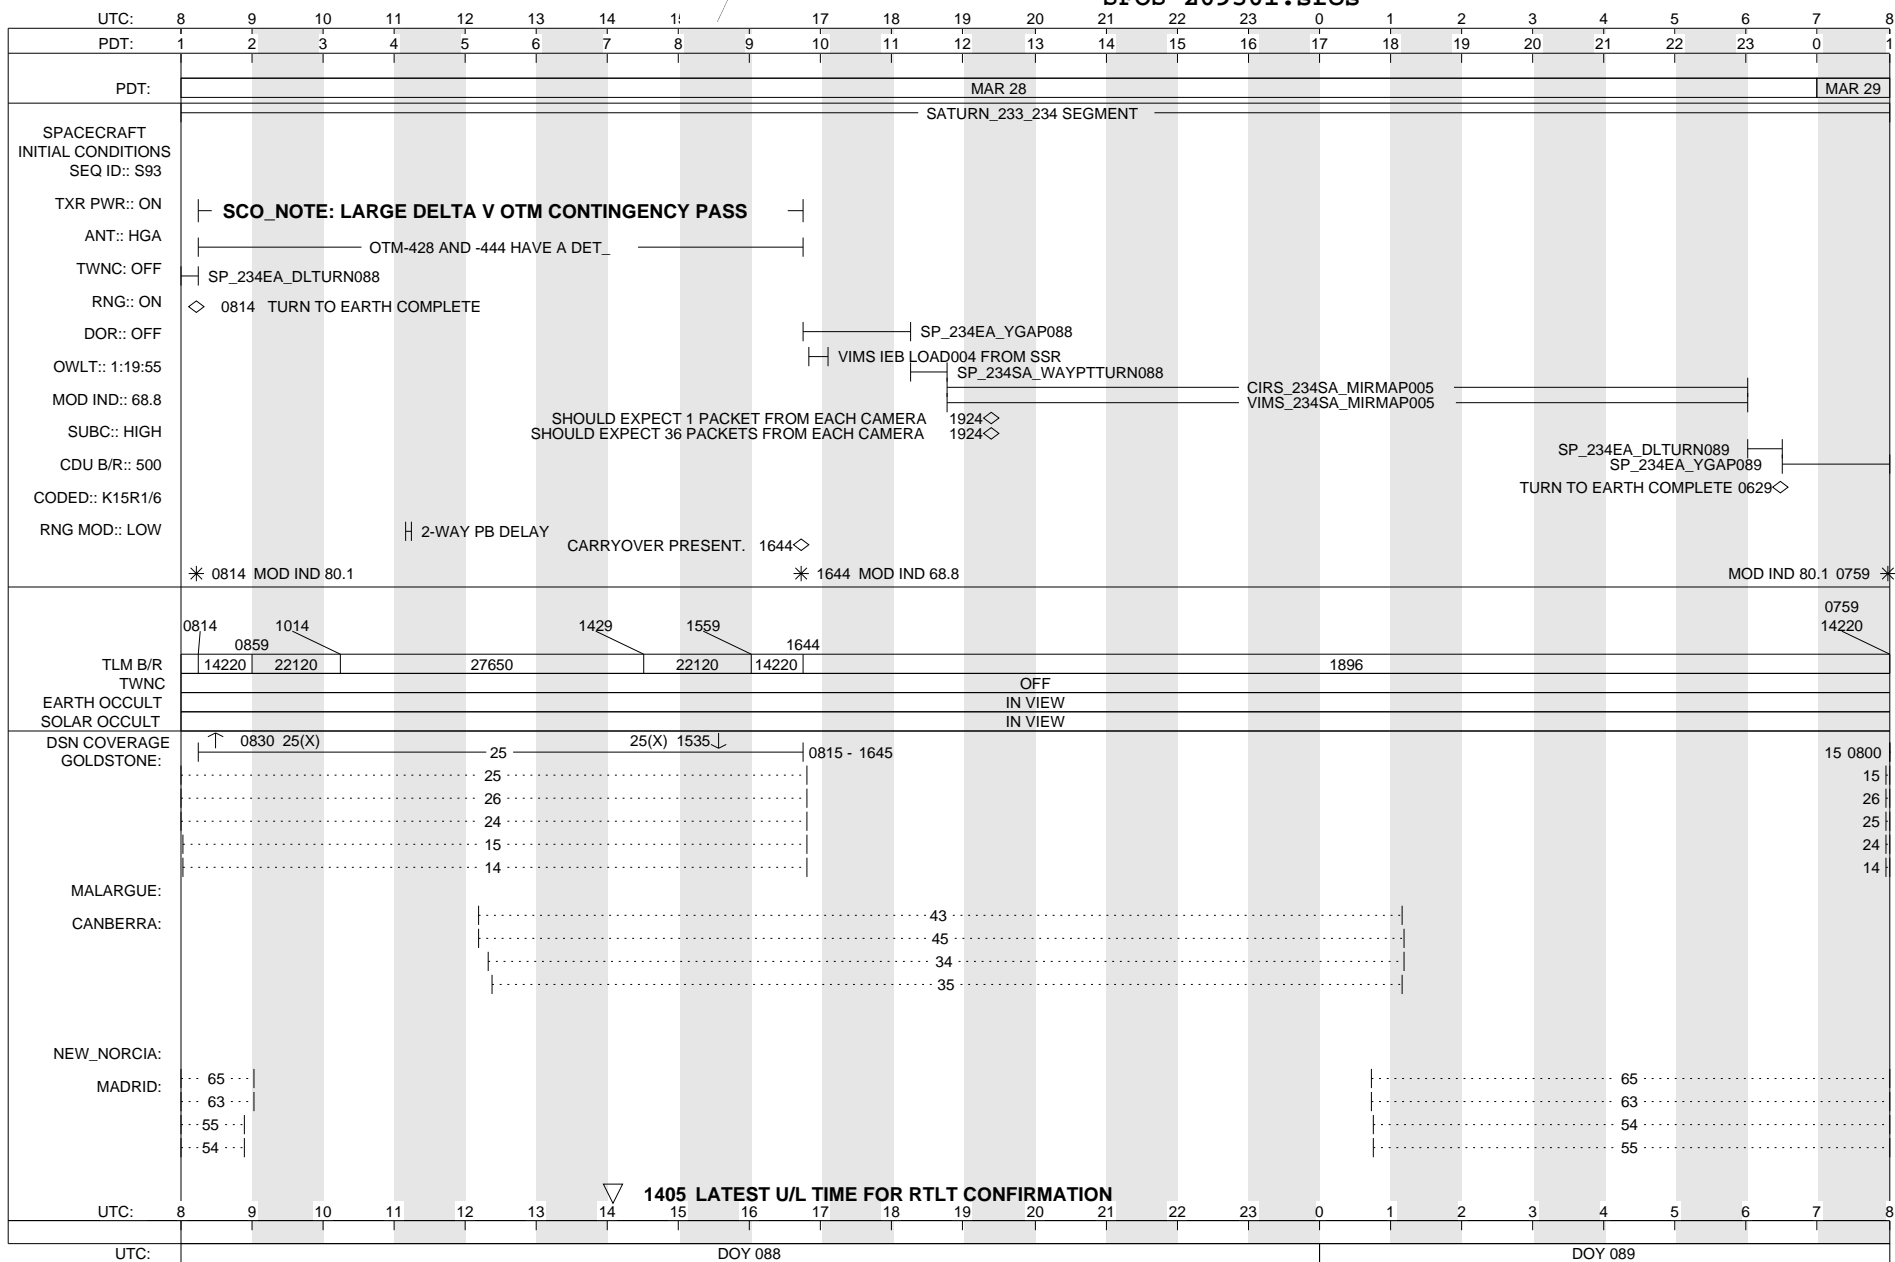 UTC: 8 9 10 11 12 13 14 17 18 19 20 21 22 23 0 1 2 3 4 5 6 7 8
PDT: 1 2 3 4 5 6 7 8 9 10 11 12 13 14 15 16 17 18 19 20 21 22 23 0 1
PDT: MAR 28 MAR 29
SATURN_233_234 SEGMENT
SPACECRAFT
INITIAL CONDITIONS
SEQ ID:: S93
TXR PWR:: ON
SCO_NOTE: LARGE DELTA V OTM CONTINGENCY PASS
ANT:: HGA
OTM-428 AND -444 HAVE A DET_
TWNC: OFF
SP_234EA_DLTURN088
RNG:: ON
0814 TURN TO EARTH COMPLETE
DOR:: OFF
SP_234EA_YGAP088
VIMS IEB LOAD004 FROM SSR
OWLT:: 1:19:55
SP_234SA_WAYPTTURN088
CIRS_234SA_MIRMAP005
MOD IND:: 68.8
VIMS_234SA_MIRMAP005
SHOULD EXPECT 1 PACKET FROM EACH CAMERA 1924
SUBC:: HIGH
SHOULD EXPECT 36 PACKETS FROM EACH CAMERA 1924
SP_234EA_DLTURN089
CDU B/R:: 500
SP_234EA_YGAP089
TURN TO EARTH COMPLETE 0629
CODED:: K15R1/6
RNG MOD:: LOW
2-WAY PB DELAY
CARRYOVER PRESENT. 1644
0814 MOD IND 80.1 1644 MOD IND 68.8 MOD IND 80.1 0759
0759
0814 1014 1429 1559 14220
0859 1644
TLM B/R 14220 22120 27650 22120 14220 1896
TWNC OFF
EARTH OCCULT IN VIEW
SOLAR OCCULT IN VIEW
DSN COVERAGE 0830 25(X) 25(X) 1535
GOLDSTONE: 25 0815 - 1645 15 0800
25 15
26 26
24 25
15 24
14 14
MALARGUE:
43
CANBERRA:
45
34
35
NEW_NORCIA:
65 65
MADRID:
63 63
55 54
54 55
1405 LATEST U/L TIME FOR RTLT CONFIRMATION
UTC: 8 9 10 11 12 13 14 15 16 17 18 19 20 21 22 23 0 1 2 3 4 5 6 7 8
UTC: DOY 088 DOY 089